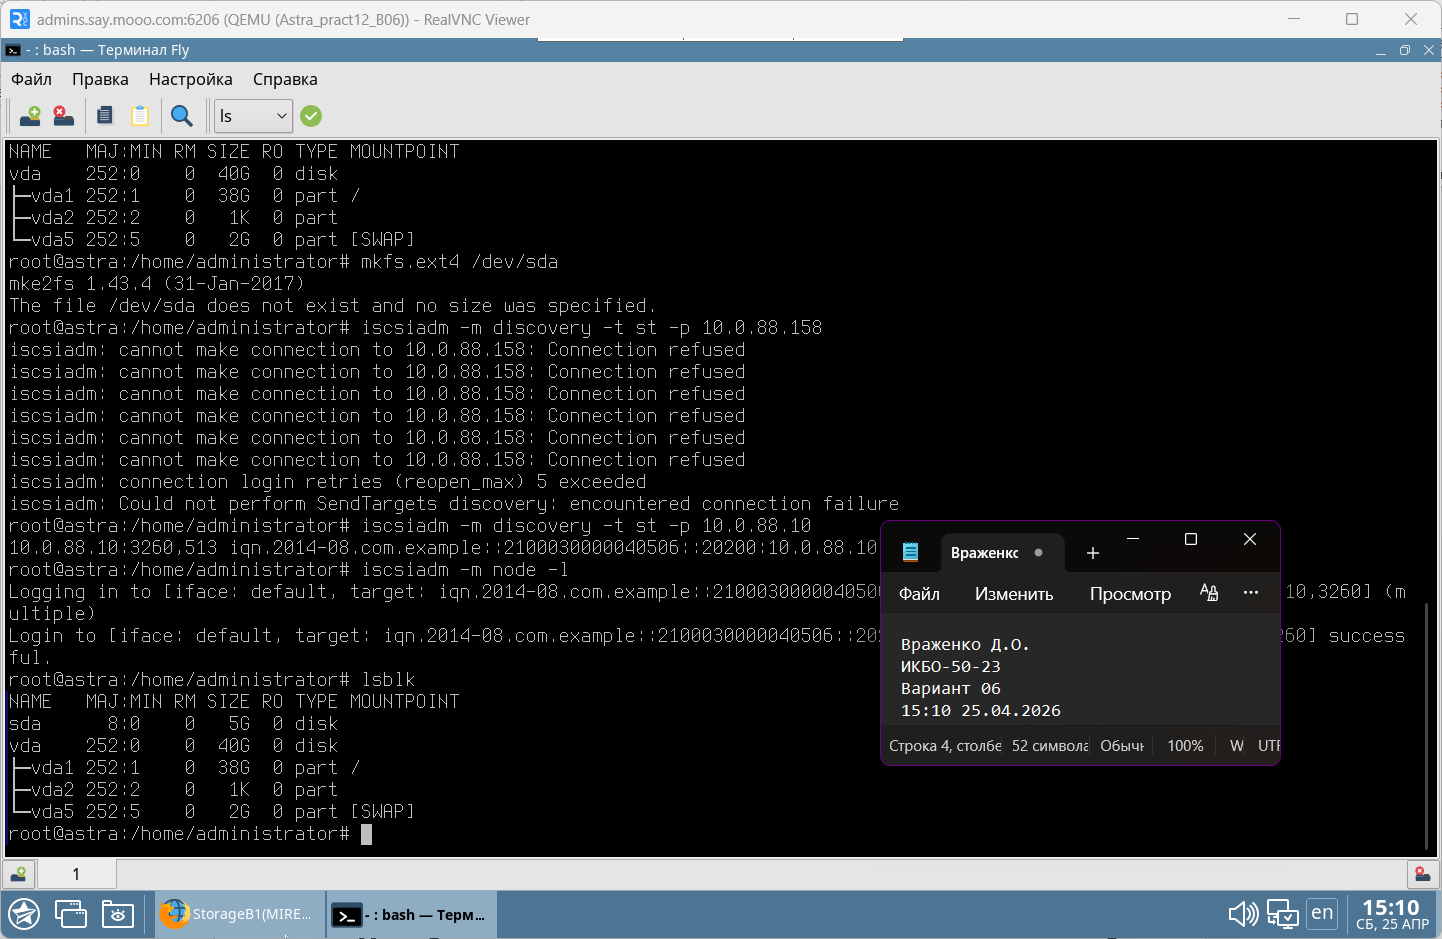 admins.say.mooo.com:6206 (QEMU (Astra_pract12_B06)) - RealVNC Viewer
- : bash — Терминал Fly
Файл Правка Настройка Справка
ls
NAME MAJ:MIN RM SIZE RO TYPE MOUNTPOINT
vda 252:0 0 40G 0 disk
├─vda1 252:1 0 38G 0 part /
├─vda2 252:2 0 1K 0 part
└─vda5 252:5 0 2G 0 part [SWAP]
root@astra:/home/administrator# mkfs.ext4 /dev/sda
mke2fs 1.43.4 (31-Jan-2017)
The file /dev/sda does not exist and no size was specified.
root@astra:/home/administrator# iscsiadm -m discovery -t st -p 10.0.88.158
iscsiadm: cannot make connection to 10.0.88.158: Connection refused
iscsiadm: cannot make connection to 10.0.88.158: Connection refused
iscsiadm: cannot make connection to 10.0.88.158: Connection refused
iscsiadm: cannot make connection to 10.0.88.158: Connection refused
iscsiadm: cannot make connection to 10.0.88.158: Connection refused
iscsiadm: cannot make connection to 10.0.88.158: Connection refused
iscsiadm: connection login retries (reopen_max) 5 exceeded
iscsiadm: Could not perform SendTargets discovery: encountered connection failure
root@astra:/home/administrator# iscsiadm -m discovery -t st -p 10.0.88.10
10.0.88.10:3260,513 iqn.2014-08.com.example::2100030000040506::20200:10.0.88.10
root@astra:/home/administrator# iscsiadm -m node -l
Logging in to [iface: default, target: iqn.2014-08.com.example::210003000004050 10,3260] (m
ultiple)
Login to [iface: default, target: iqn.2014-08.com.example::2100030000040506::20 60] success
ful.
root@astra:/home/administrator# lsblk
NAME MAJ:MIN RM SIZE RO TYPE MOUNTPOINT
sda 8:0 0 5G 0 disk
vda 252:0 0 40G 0 disk
├─vda1 252:1 0 38G 0 part /
├─vda2 252:2 0 1K 0 part
└─vda5 252:5 0 2G 0 part [SWAP]
root@astra:/home/administrator#
Враженко
Файл Изменить Просмотр
Враженко Д.О.
ИКБО-50-23
Вариант 06
15:10 25.04.2026
Строка 4, столбе 52 символа Обычн 100% W UTF
1
StorageB1(MIRE...
- : bash — Терм...
en
15:10
СБ, 25 АПР